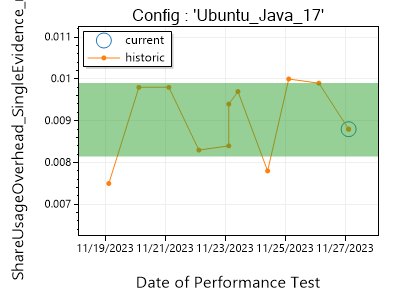 Config : 'Ubuntu_Java_17'
current
historic
0.011
0.01
0.009
0.008
0.007
ShareUsageOverhead_SingleEvidence_
11/19/2023 11/21/2023 11/23/2023 11/25/2023 11/27/2023
Date of Performance Test